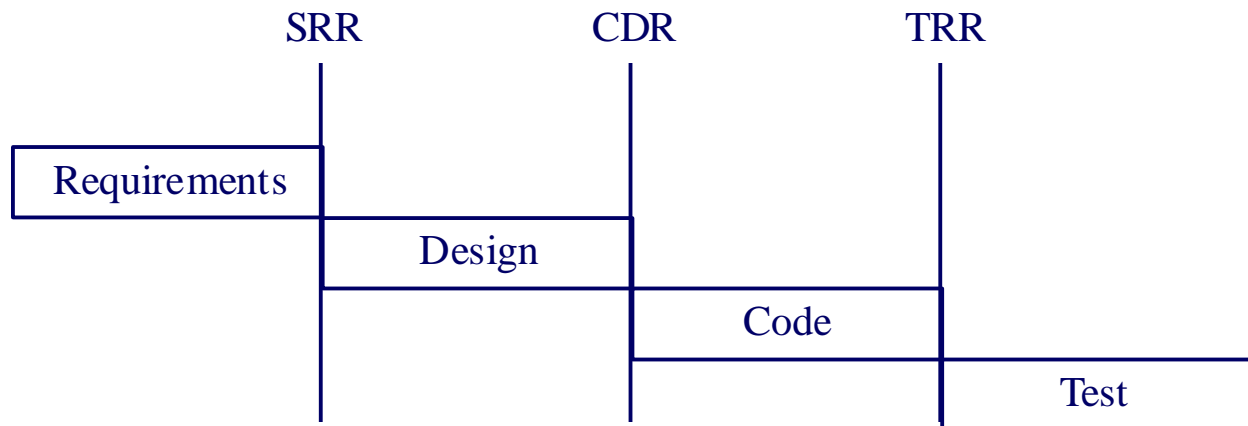 SRR CDR TRR
Requirements
Design
Code
Test